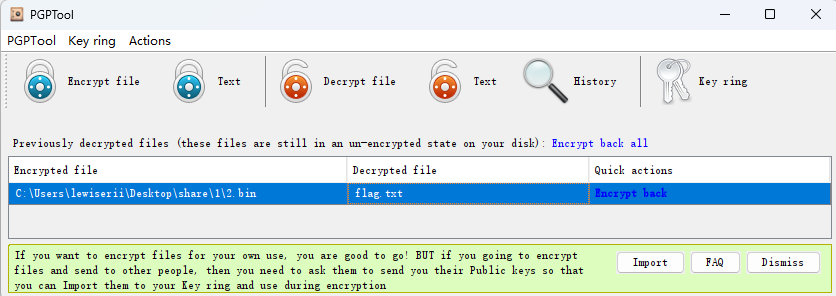 PGPTool
PGPTool Key ring Actions
Encrypt file Text Decrypt file Text History Key ring
Previously decrypted files (these files are still in an un-encrypted state on your disk): Encrypt back all
Encrypted file Decrypted file Quick actions
C:\Users\lewiserii\Desktop\share\1\2.bin flag.txt Encrypt back
If you want to encrypt files for your own use, you are good to go! BUT if you going to encrypt
files and send to other people, then you need to ask them to send you their Public keys so that
you can Import them to your Key ring and use during encryption
Import FAQ Dismiss